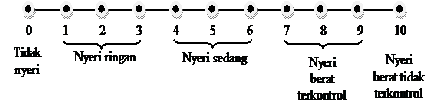 0 1 2 3 4 5 6 7 8 9 10
Tidak nyeri
Nyeri ringan
Nyeri sedang
Nyeri berat terkontrol
Nyeri berat tidak terkontrol